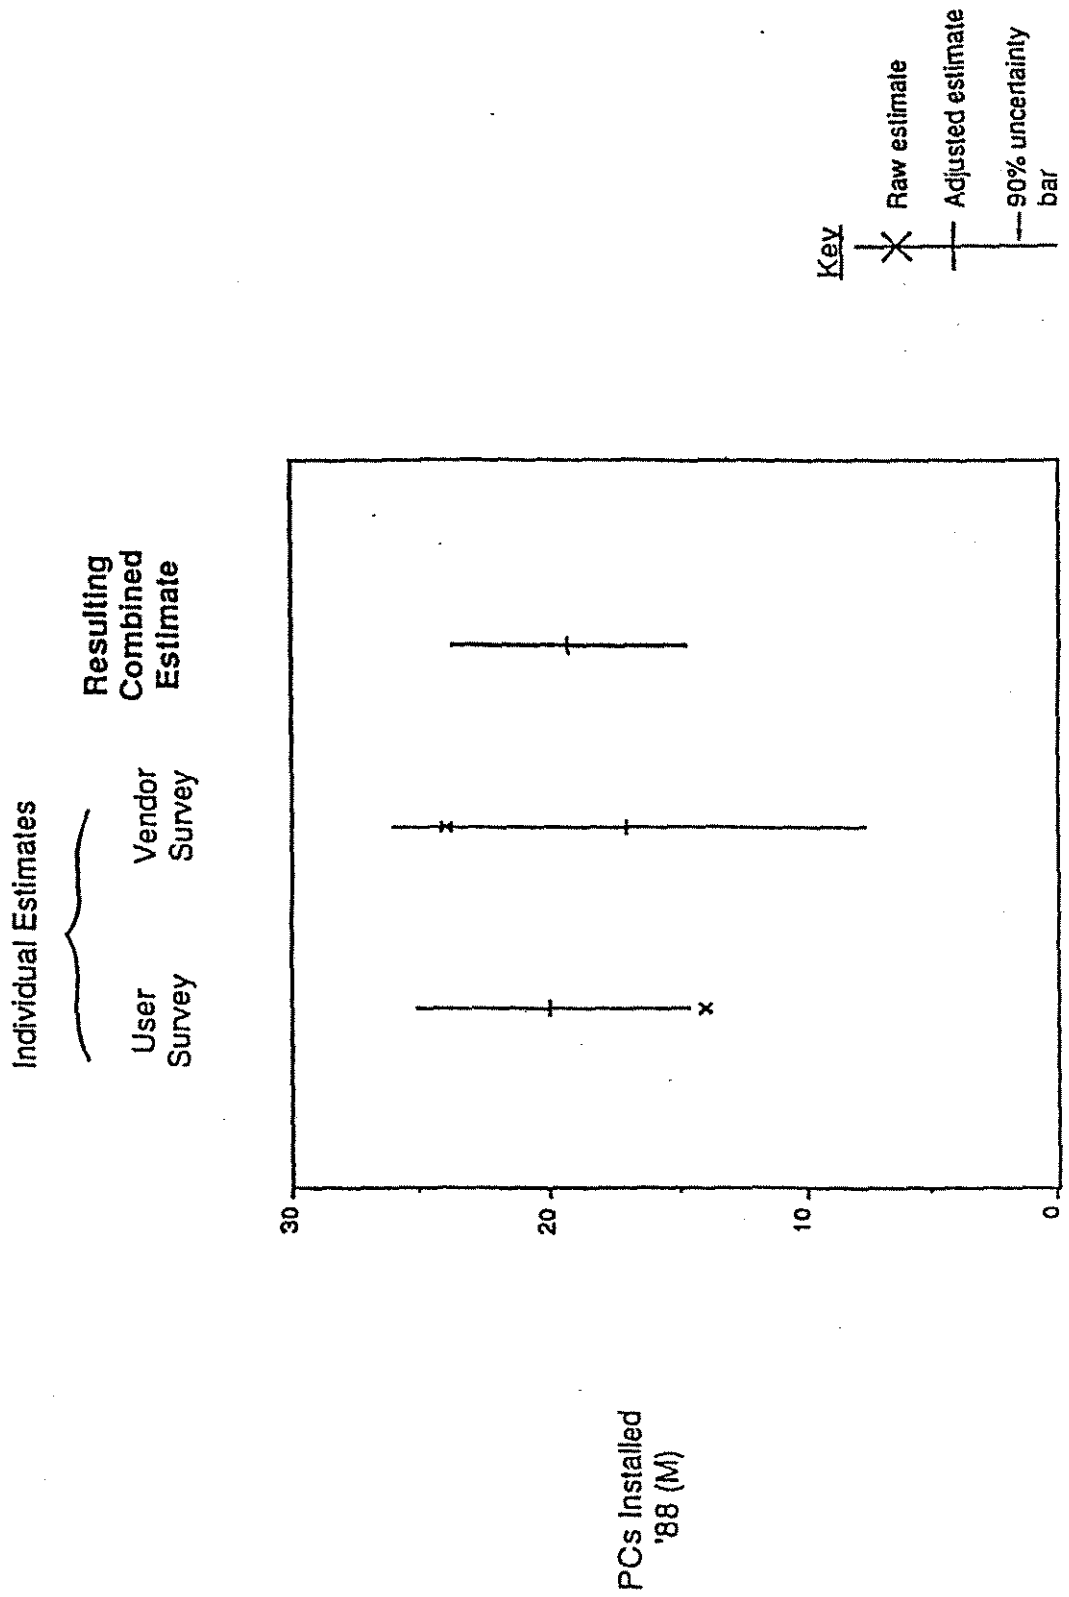 Individual Estimates
User
Survey
Vendor
Survey
Resulting
Combined
Estimate
PCs Installed
'88 (M)
30
20
10
0
Key
Raw estimate
Adjusted estimate
90% uncertainty
bar